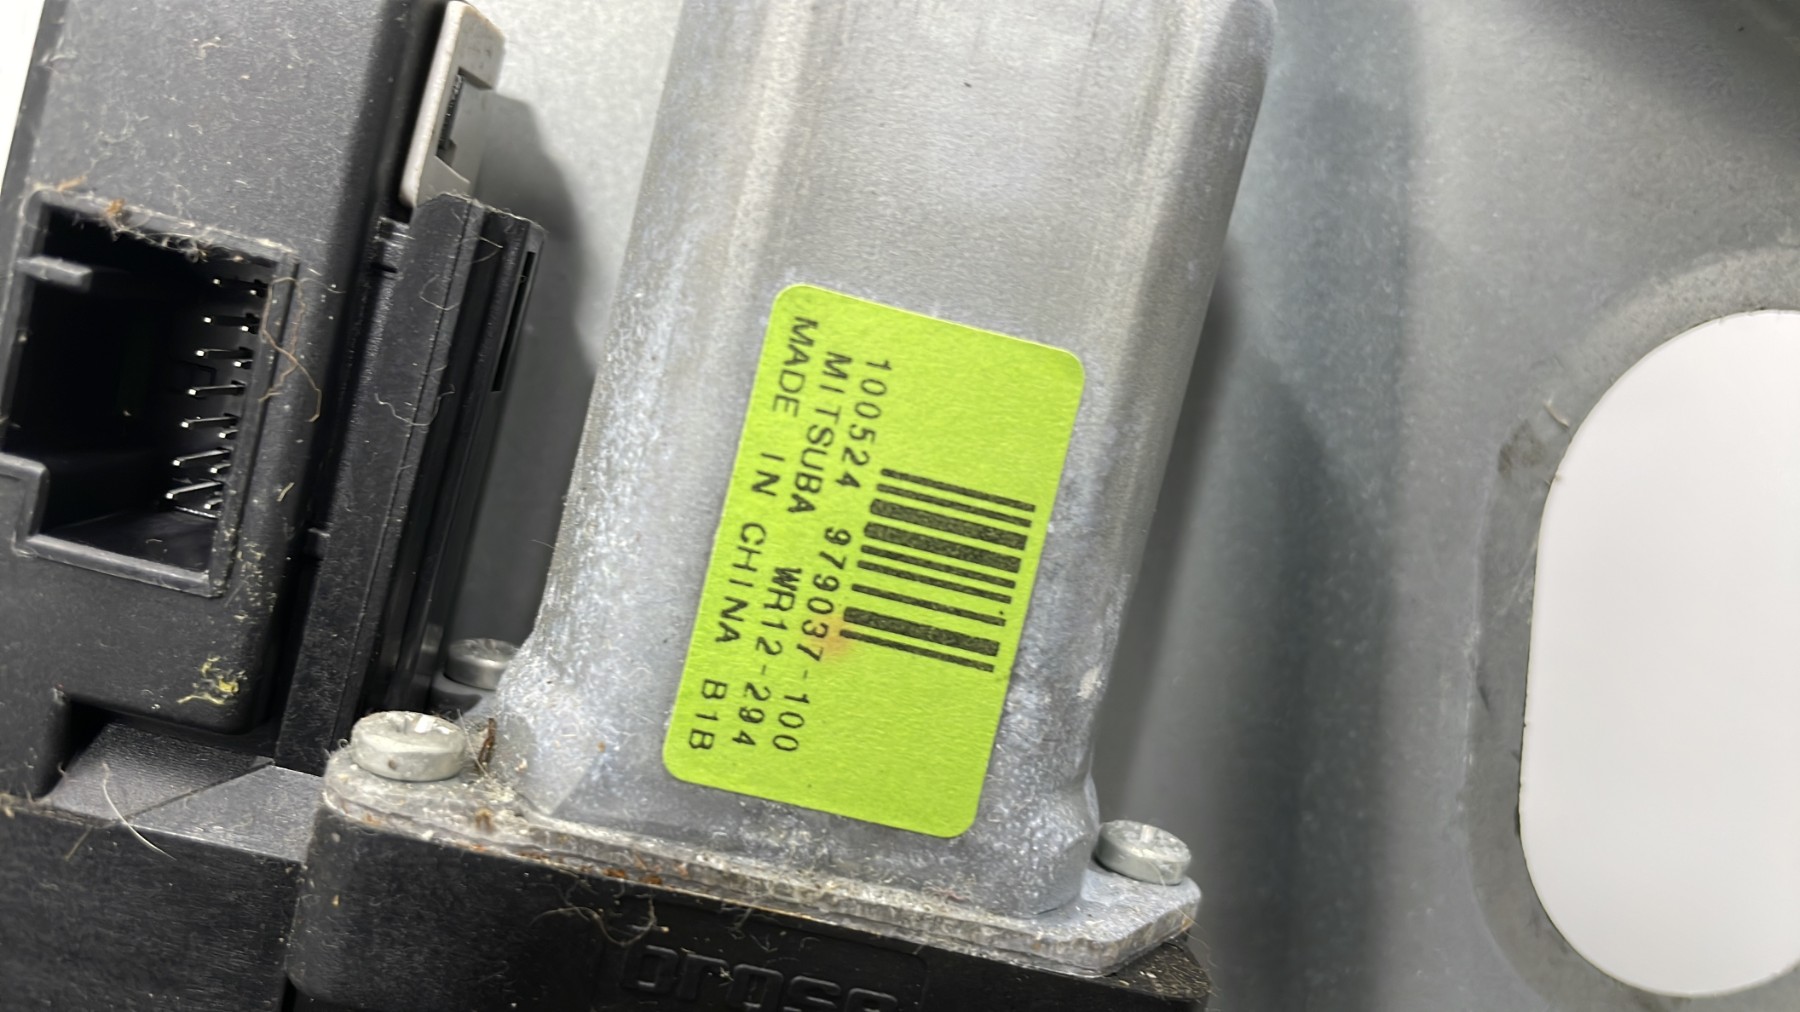 100524 979037-100
MITSUBA WR12-294
MADE IN CHINA B1B